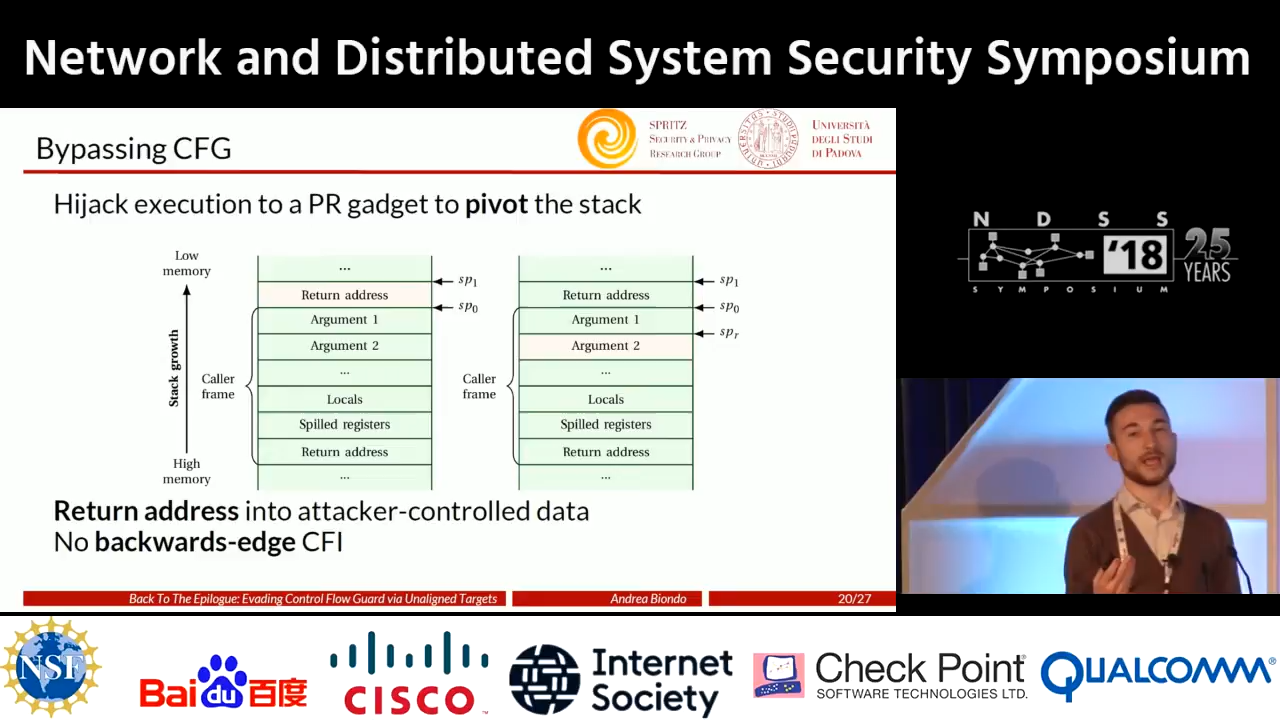 Network and Distributed System Security Symposium
Bypassing CFG
SPRITZ
SECURITY & PRIVACY
RESEARCH GROUP
UNIVERSITÀ
DEGLI STUDI
DI PADOVA
Hijack execution to a PR gadget to pivot the stack
Low
memory
Stack growth
High
memory
Caller
frame
...
Return address
Argument 1
Argument 2
...
Locals
Spilled registers
Return address
...
sp1
sp0
Caller
frame
...
Return address
Argument 1
Argument 2
...
Locals
Spilled registers
Return address
...
sp1
sp0
spr
Return address into attacker-controlled data
No backwards-edge CFI
Back To The Epilogue: Evading Control Flow Guard via Unaligned Targets
Andrea Biondo
20/27
N D S S
'18
25
YEARS
S Y M P O S I U M
NSF
Bai du 百度
CISCO
Internet
Society
Check Point
SOFTWARE TECHNOLOGIES LTD.
QUALCOMM